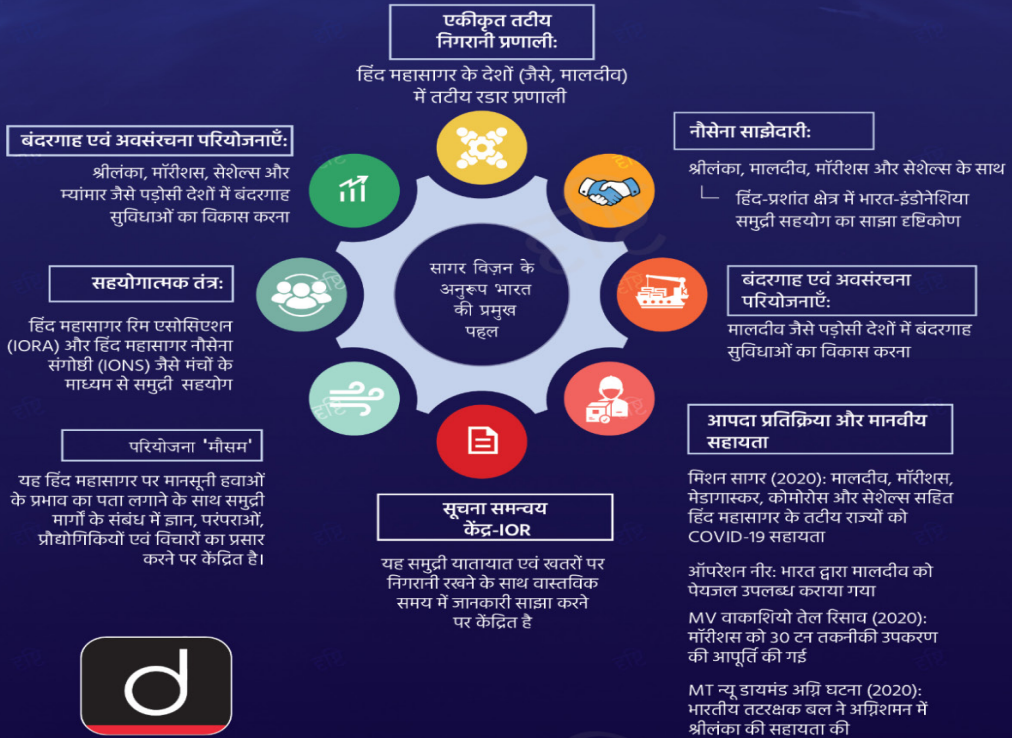 एकीकृत तटीय
निगरानी प्रणाली:
हिंद महासागर के देशों (जैसे, मालदीव)
में तटीय रडार प्रणाली
बंदरगाह एवं अवसंरचना परियोजनाएँ:
श्रीलंका, मॉरीशस, सेशेल्स और
म्यांमार जैसे पड़ोसी देशों में बंदरगाह
सुविधाओं का विकास करना
नौसेना साझेदारी:
श्रीलंका, मालदीव, मॉरीशस और सेशेल्स के साथ
हिंद-प्रशांत क्षेत्र में भारत-इंडोनेशिया
समुद्री सहयोग का साझा दृष्टिकोण
सागर विज़न के
अनुरूप भारत
की प्रमुख
पहल
सहयोगात्मक तंत्र:
हिंद महासागर रिम एसोसिएशन
(IORA) और हिंद महासागर नौसेना
संगोष्ठी (IONS) जैसे मंचों के
माध्यम से समुद्री सहयोग
बंदरगाह एवं अवसंरचना
परियोजनाएँ:
मालदीव जैसे पड़ोसी देशों में बंदरगाह
सुविधाओं का विकास करना
परियोजना 'मौसम'
यह हिंद महासागर पर मानसूनी हवाओं
के प्रभाव का पता लगाने के साथ समुद्री
मार्गों के संबंध में ज्ञान, परंपराओं,
प्रौद्योगिकियों एवं विचारों का प्रसार
करने पर केंद्रित है।
सूचना समन्वय
केंद्र-IOR
यह समुद्री यातायात एवं खतरों पर
निगरानी रखने के साथ वास्तविक
समय में जानकारी साझा करने
पर केंद्रित है
आपदा प्रतिक्रिया और मानवीय
सहायता
मिशन सागर (2020): मालदीव, मॉरीशस,
मेडागास्कर, कोमोरोस और सेशेल्स सहित
हिंद महासागर के तटीय राज्यों को
COVID-19 सहायता
ऑपरेशन नीर: भारत द्वारा मालदीव को
पेयजल उपलब्ध कराया गया
MV वाकाशियो तेल रिसाव (2020):
मॉरीशस को 30 टन तकनीकी उपकरण
की आपूर्ति की गई
MT न्यू डायमंड अग्नि घटना (2020):
भारतीय तटरक्षक बल ने अग्निशमन में
श्रीलंका की सहायता की
d
दृष्टि